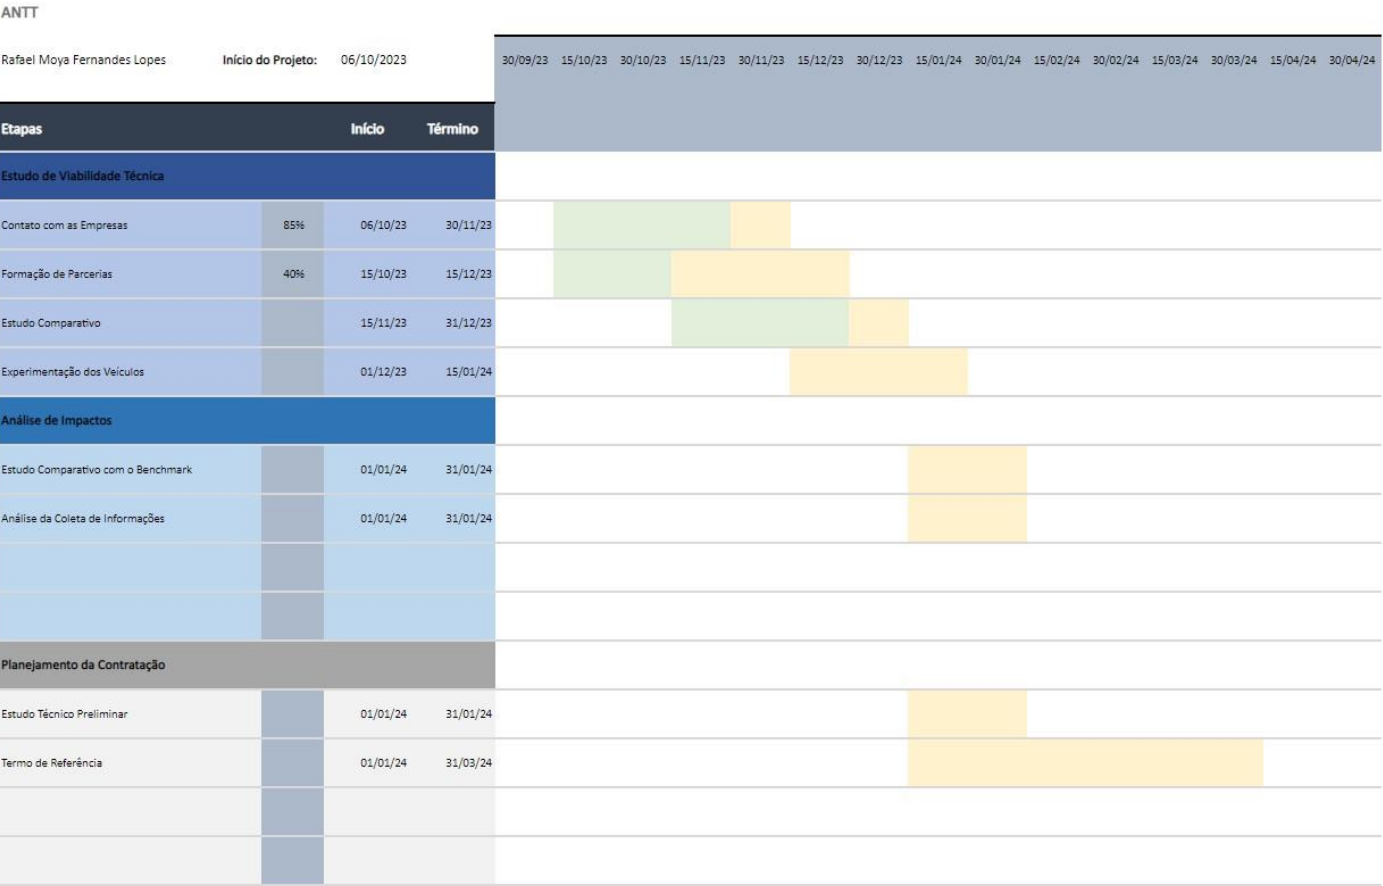 ANTT
Rafael Moya Fernandes Lopes Início do Projeto: 06/10/2023 30/09/23 15/10/23 30/10/23 15/11/23 30/11/23 15/12/23 30/12/23 15/01/24 30/01/24 15/02/24 30/02/24 15/03/24 30/03/24 15/04/24 30/04/24
Etapas Início Término
Estudo de Viabilidade Técnica
Contato com as Empresas 85% 06/10/23 30/11/23
Formação de Parcerias 40% 15/10/23 15/12/23
Estudo Comparativo 15/11/23 31/12/23
Experimentação dos Veículos 01/12/23 15/01/24
Análise de Impactos
Estudo Comparativo com o Benchmark 01/01/24 31/01/24
Análise da Coleta de Informações 01/01/24 31/01/24
Planejamento da Contratação
Estudo Técnico Preliminar 01/01/24 31/01/24
Termo de Referência 01/01/24 31/03/24